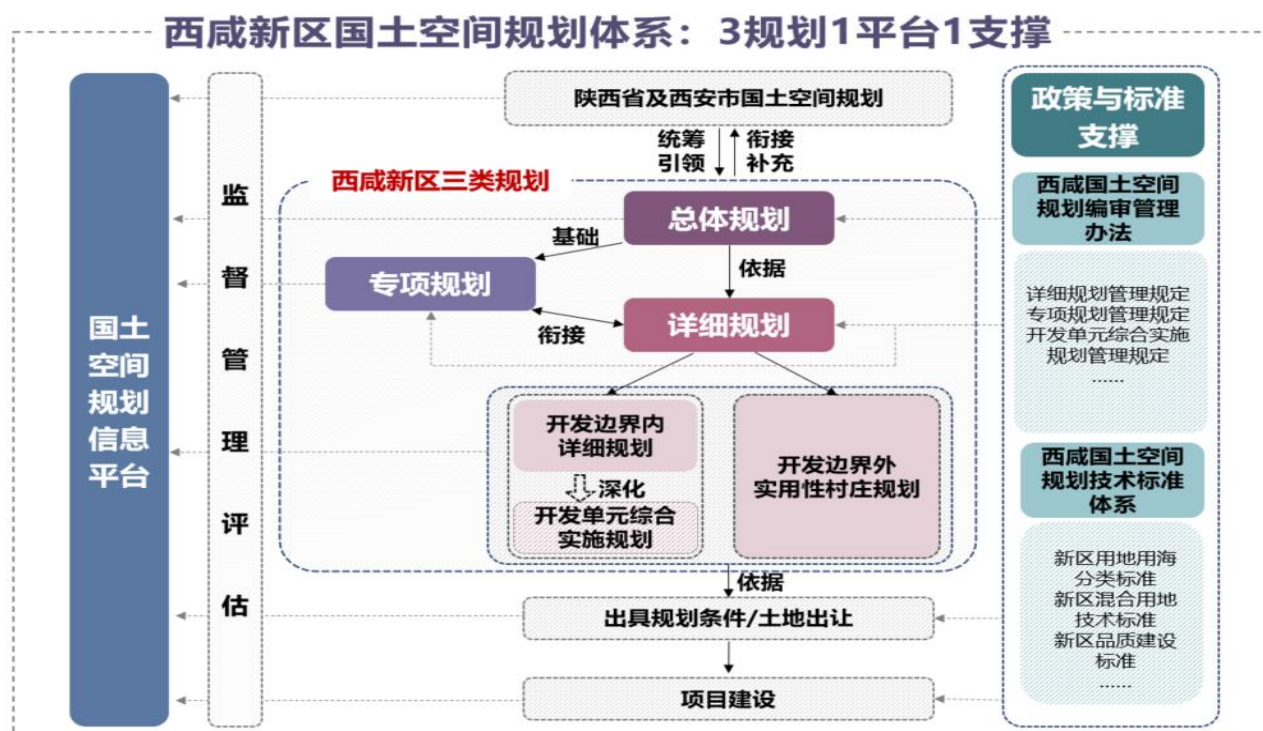 西咸新区国土空间规划体系：3规划1平台1支撑
国土
空间
规划
信息
平台
监
督
管
理
评
估
陕西省及西安市国土空间规划
统筹
引领
衔接
补充
西咸新区三类规划
总体规划
基础
依据
专项规划
衔接
详细规划
开发边界内
详细规划
深化
开发单元综合
实施规划
开发边界外
实用性村庄规划
依据
出具规划条件/土地出让
项目建设
政策与标准
支撑
西咸国土空间
规划编审管理
办法
详细规划管理规定
专项规划管理规定
开发单元综合实施
规划管理规定
......
西咸国土空间
规划技术标准
体系
新区用地用海
分类标准
新区混合用地
技术标准
新区品质建设
标准
......